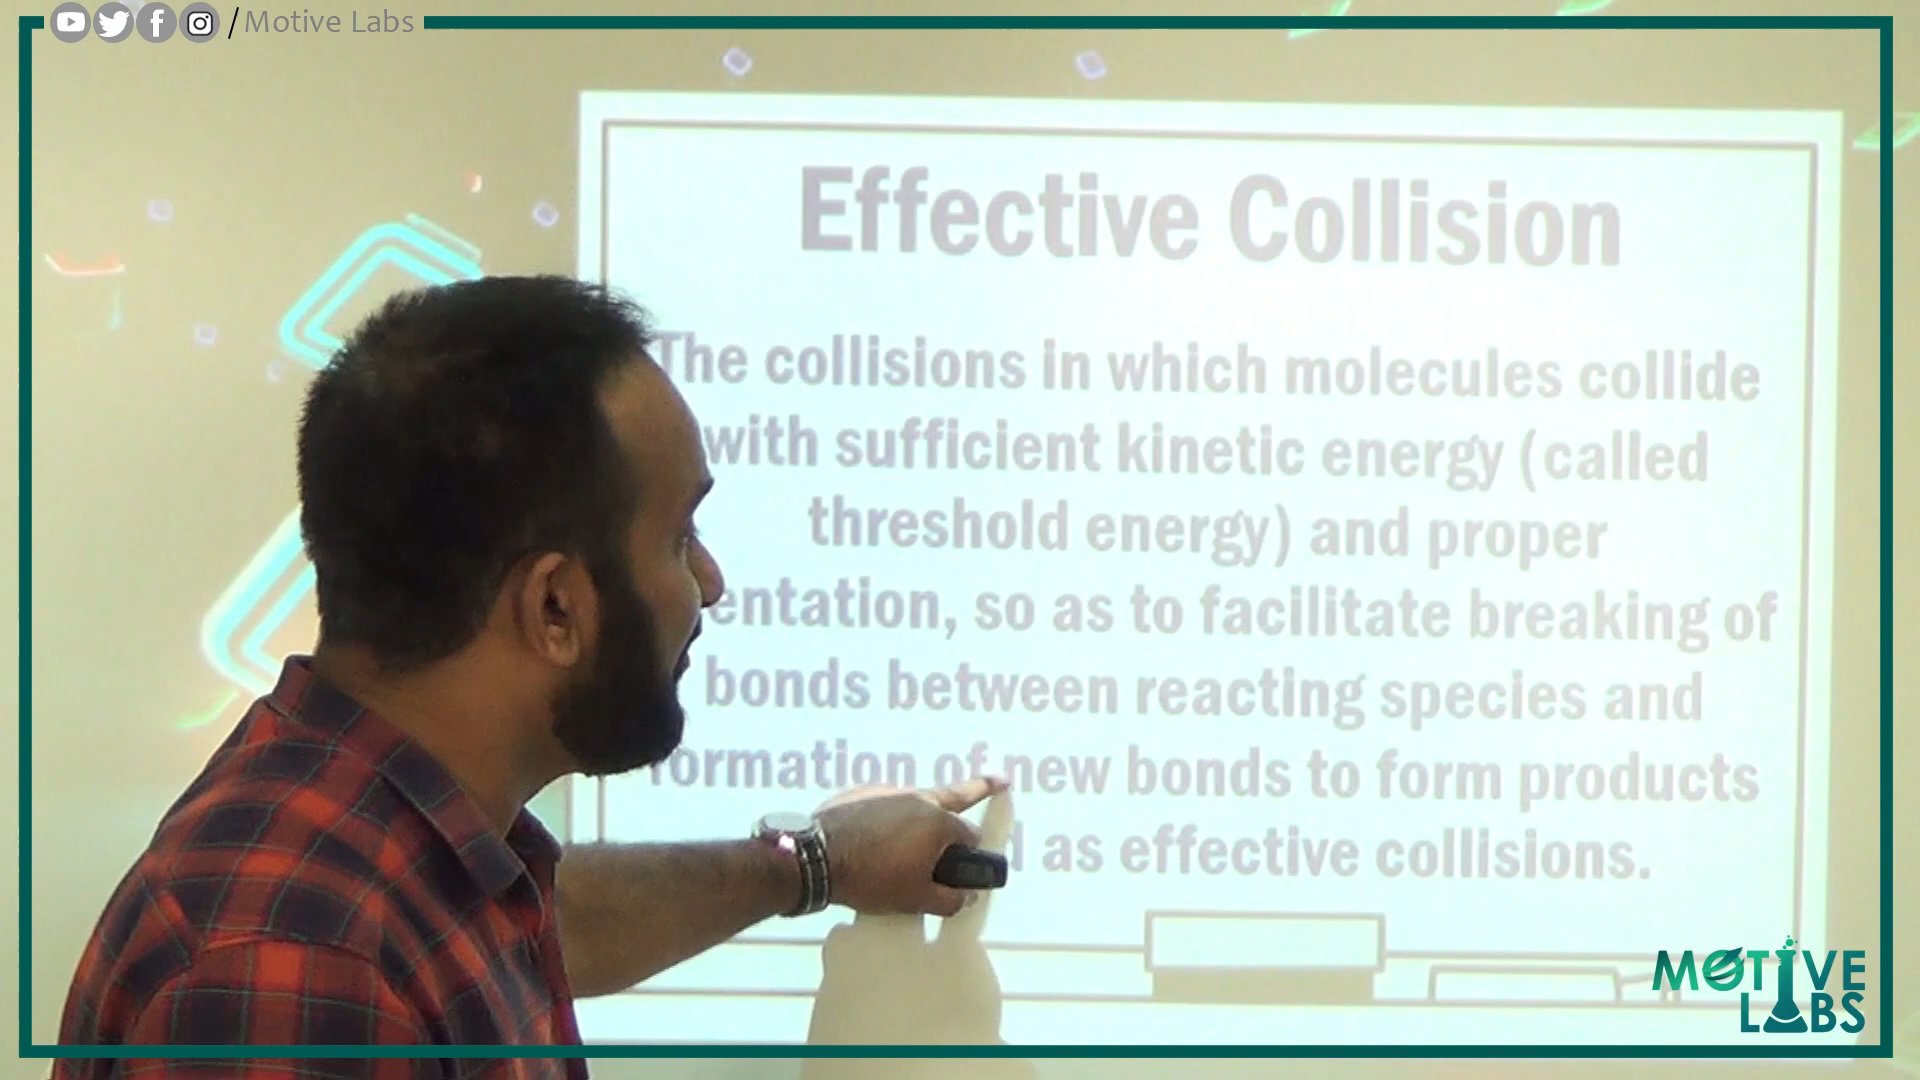 /Motive Labs
Effective Collision
The collisions in which molecules collide
with sufficient kinetic energy (called
threshold energy) and proper
entation, so as to facilitate breaking of
bonds between reacting species and
formation of new bonds to form products
as effective collisions.
MOTIVE
LABS